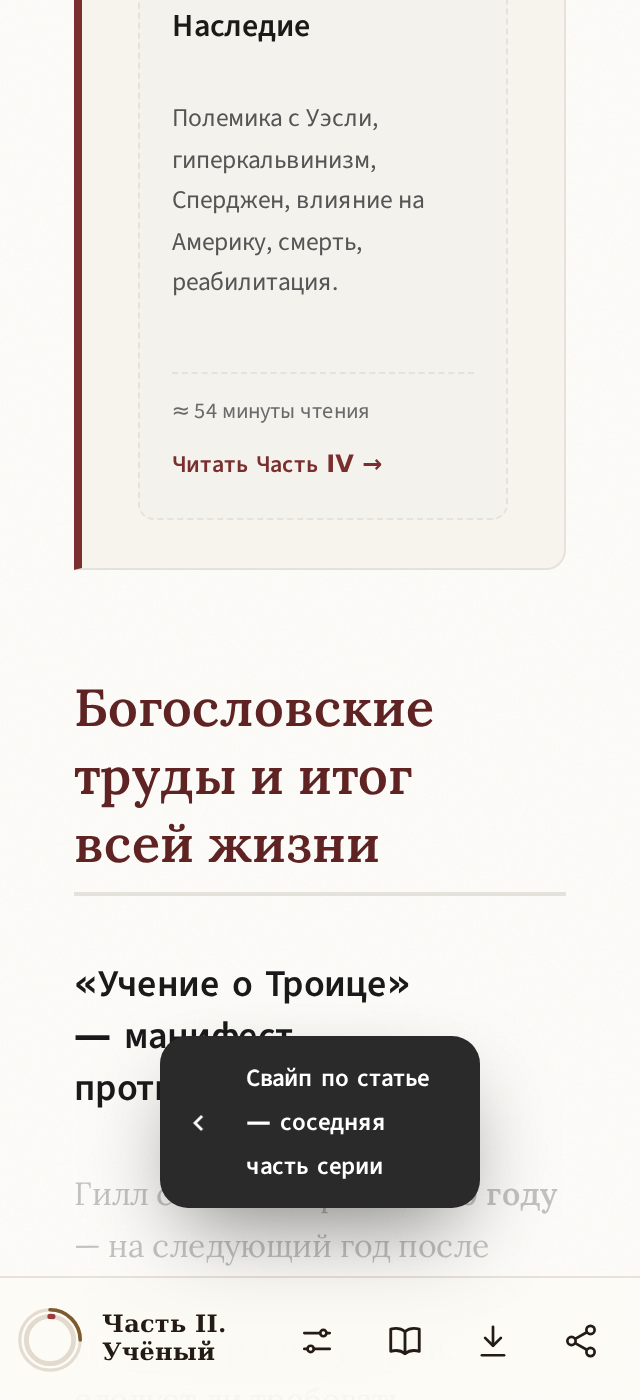 Наследие
Полемика с Уэсли,
гиперкальвинизм,
Сперджен, влияние на
Америку, смерть,
реабилитация.
≈ 54 минуты чтения
Читать Часть IV →
Богословские
труды и итог
всей жизни
«Учение о Троице»
— манифест
Свайп по статье
— соседняя
часть серии
Гилл
году
— на следующий год после
Часть II.
Учёный